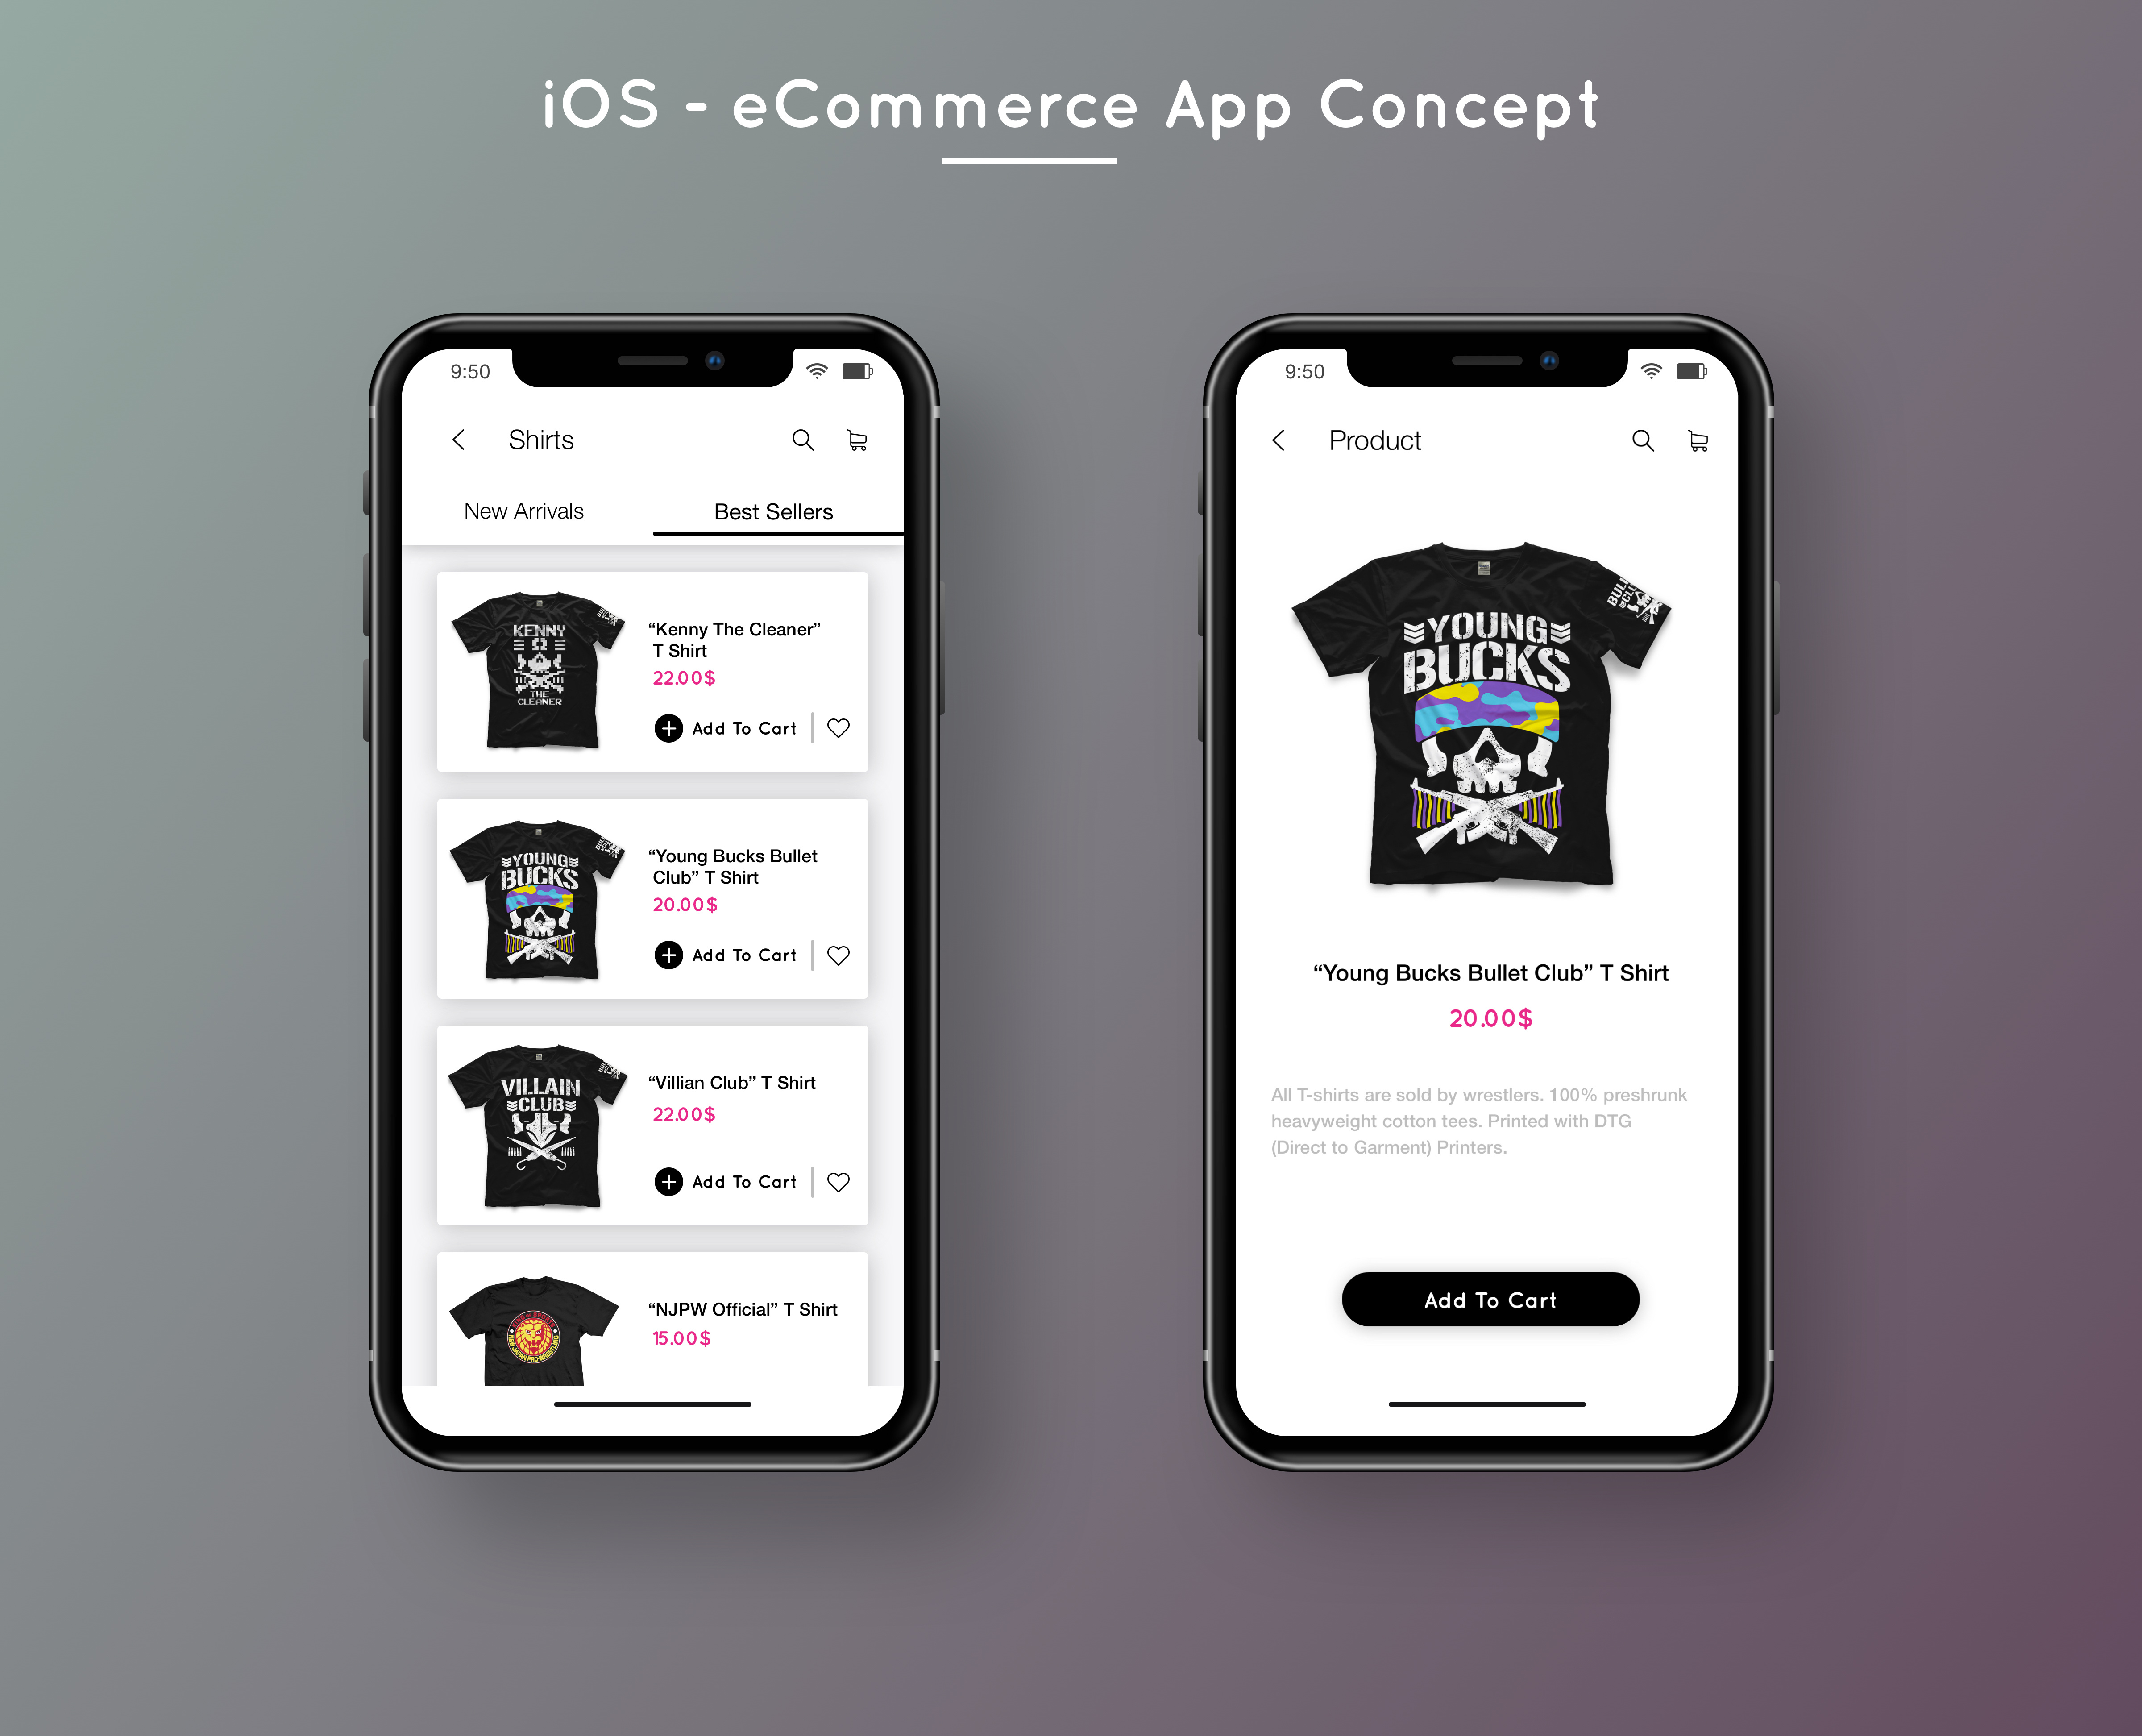 iOS - eCommerce App Concept
9:50
Shirts
New Arrivals
Best Sellers
KENNY
Ω
THE
CLEANER
“Kenny The Cleaner”
T Shirt
22.00$
Add To Cart
YOUNG
BUCKS
“Young Bucks Bullet
Club” T Shirt
20.00$
Add To Cart
VILLAIN
CLUB
“Villian Club” T Shirt
22.00$
Add To Cart
NEW JAPAN PRO-WRESTLING
“NJPW Official” T Shirt
15.00$
9:50
Product
YOUNG
BUCKS
“Young Bucks Bullet Club” T Shirt
20.00$
All T-shirts are sold by wrestlers. 100% preshrunk
heavyweight cotton tees. Printed with DTG
(Direct to Garment) Printers.
Add To Cart